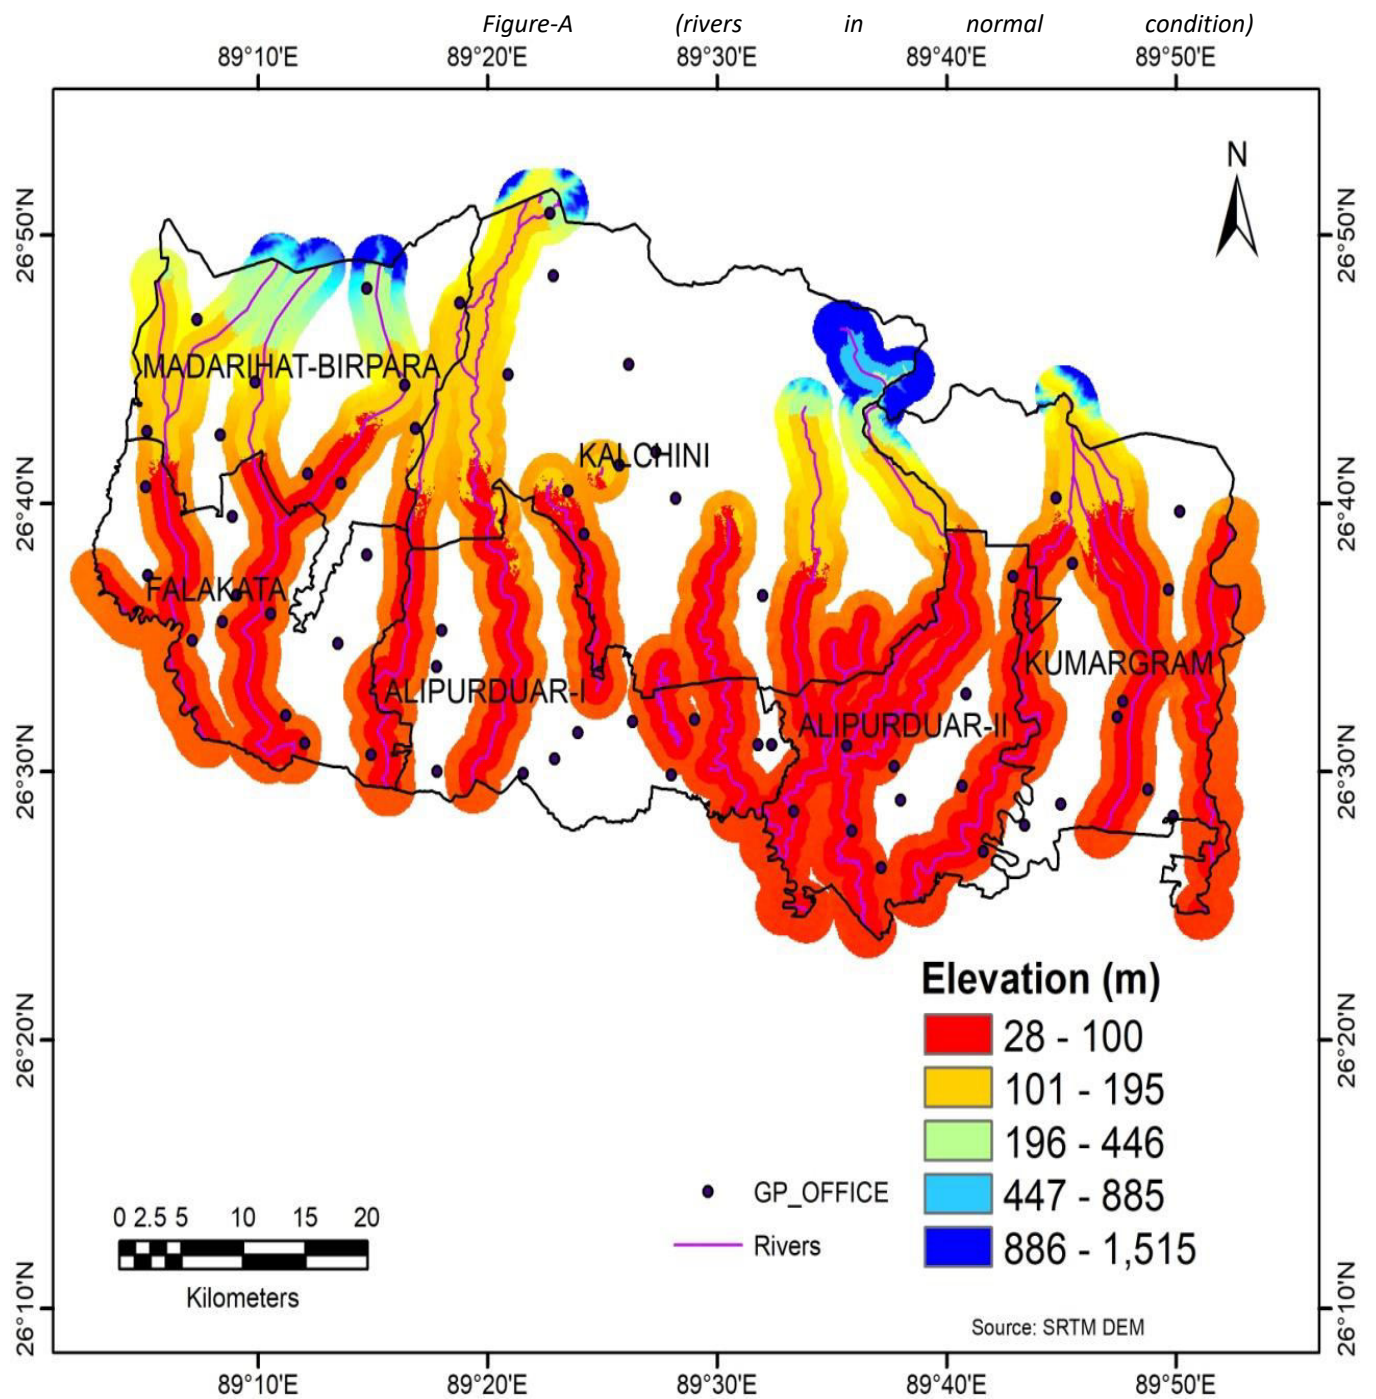 Figure-A (rivers in normal condition)
89°10'E 89°20'E 89°30'E 89°40'E 89°50'E
N
26°50'N 26°50'N
MADARIHAT-BIRPARA
KALCHINI
26°40'N 26°40'N
FALAKATA
KUMARGRAM
ALIPURDUAR-I
ALIPURDUAR-II
26°30'N 26°30'N
Elevation (m)
28 - 100
26°20'N 26°20'N
101 - 195
196 - 446
447 - 885
886 - 1,515
GP_OFFICE
Rivers
0 2.5 5 10 15 20
Kilometers
26°10'N 26°10'N
Source: SRTM DEM
89°10'E 89°20'E 89°30'E 89°40'E 89°50'E